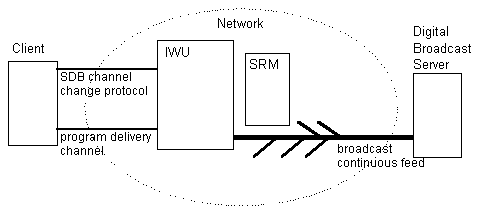 Network
Client
IWU
SRM
Digital
Broadcast
Server
SDB channel
change protocol
program delivery
channel.
broadcast
continuous feed